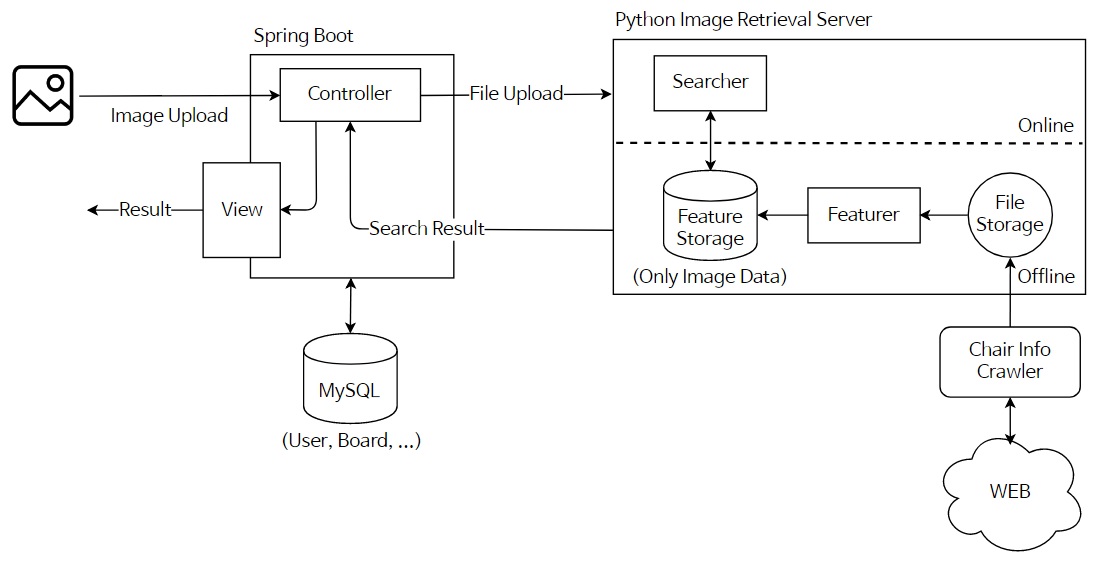 Python Image Retrieval Server
Spring Boot
Controller
Image Upload
File Upload
Searcher
Online
View
Result
Search Result
Feature
Storage
(Only Image Data)
Featurer
File
Storage
Offline
Chair Info
Crawler
MySQL
(User, Board, ...)
WEB